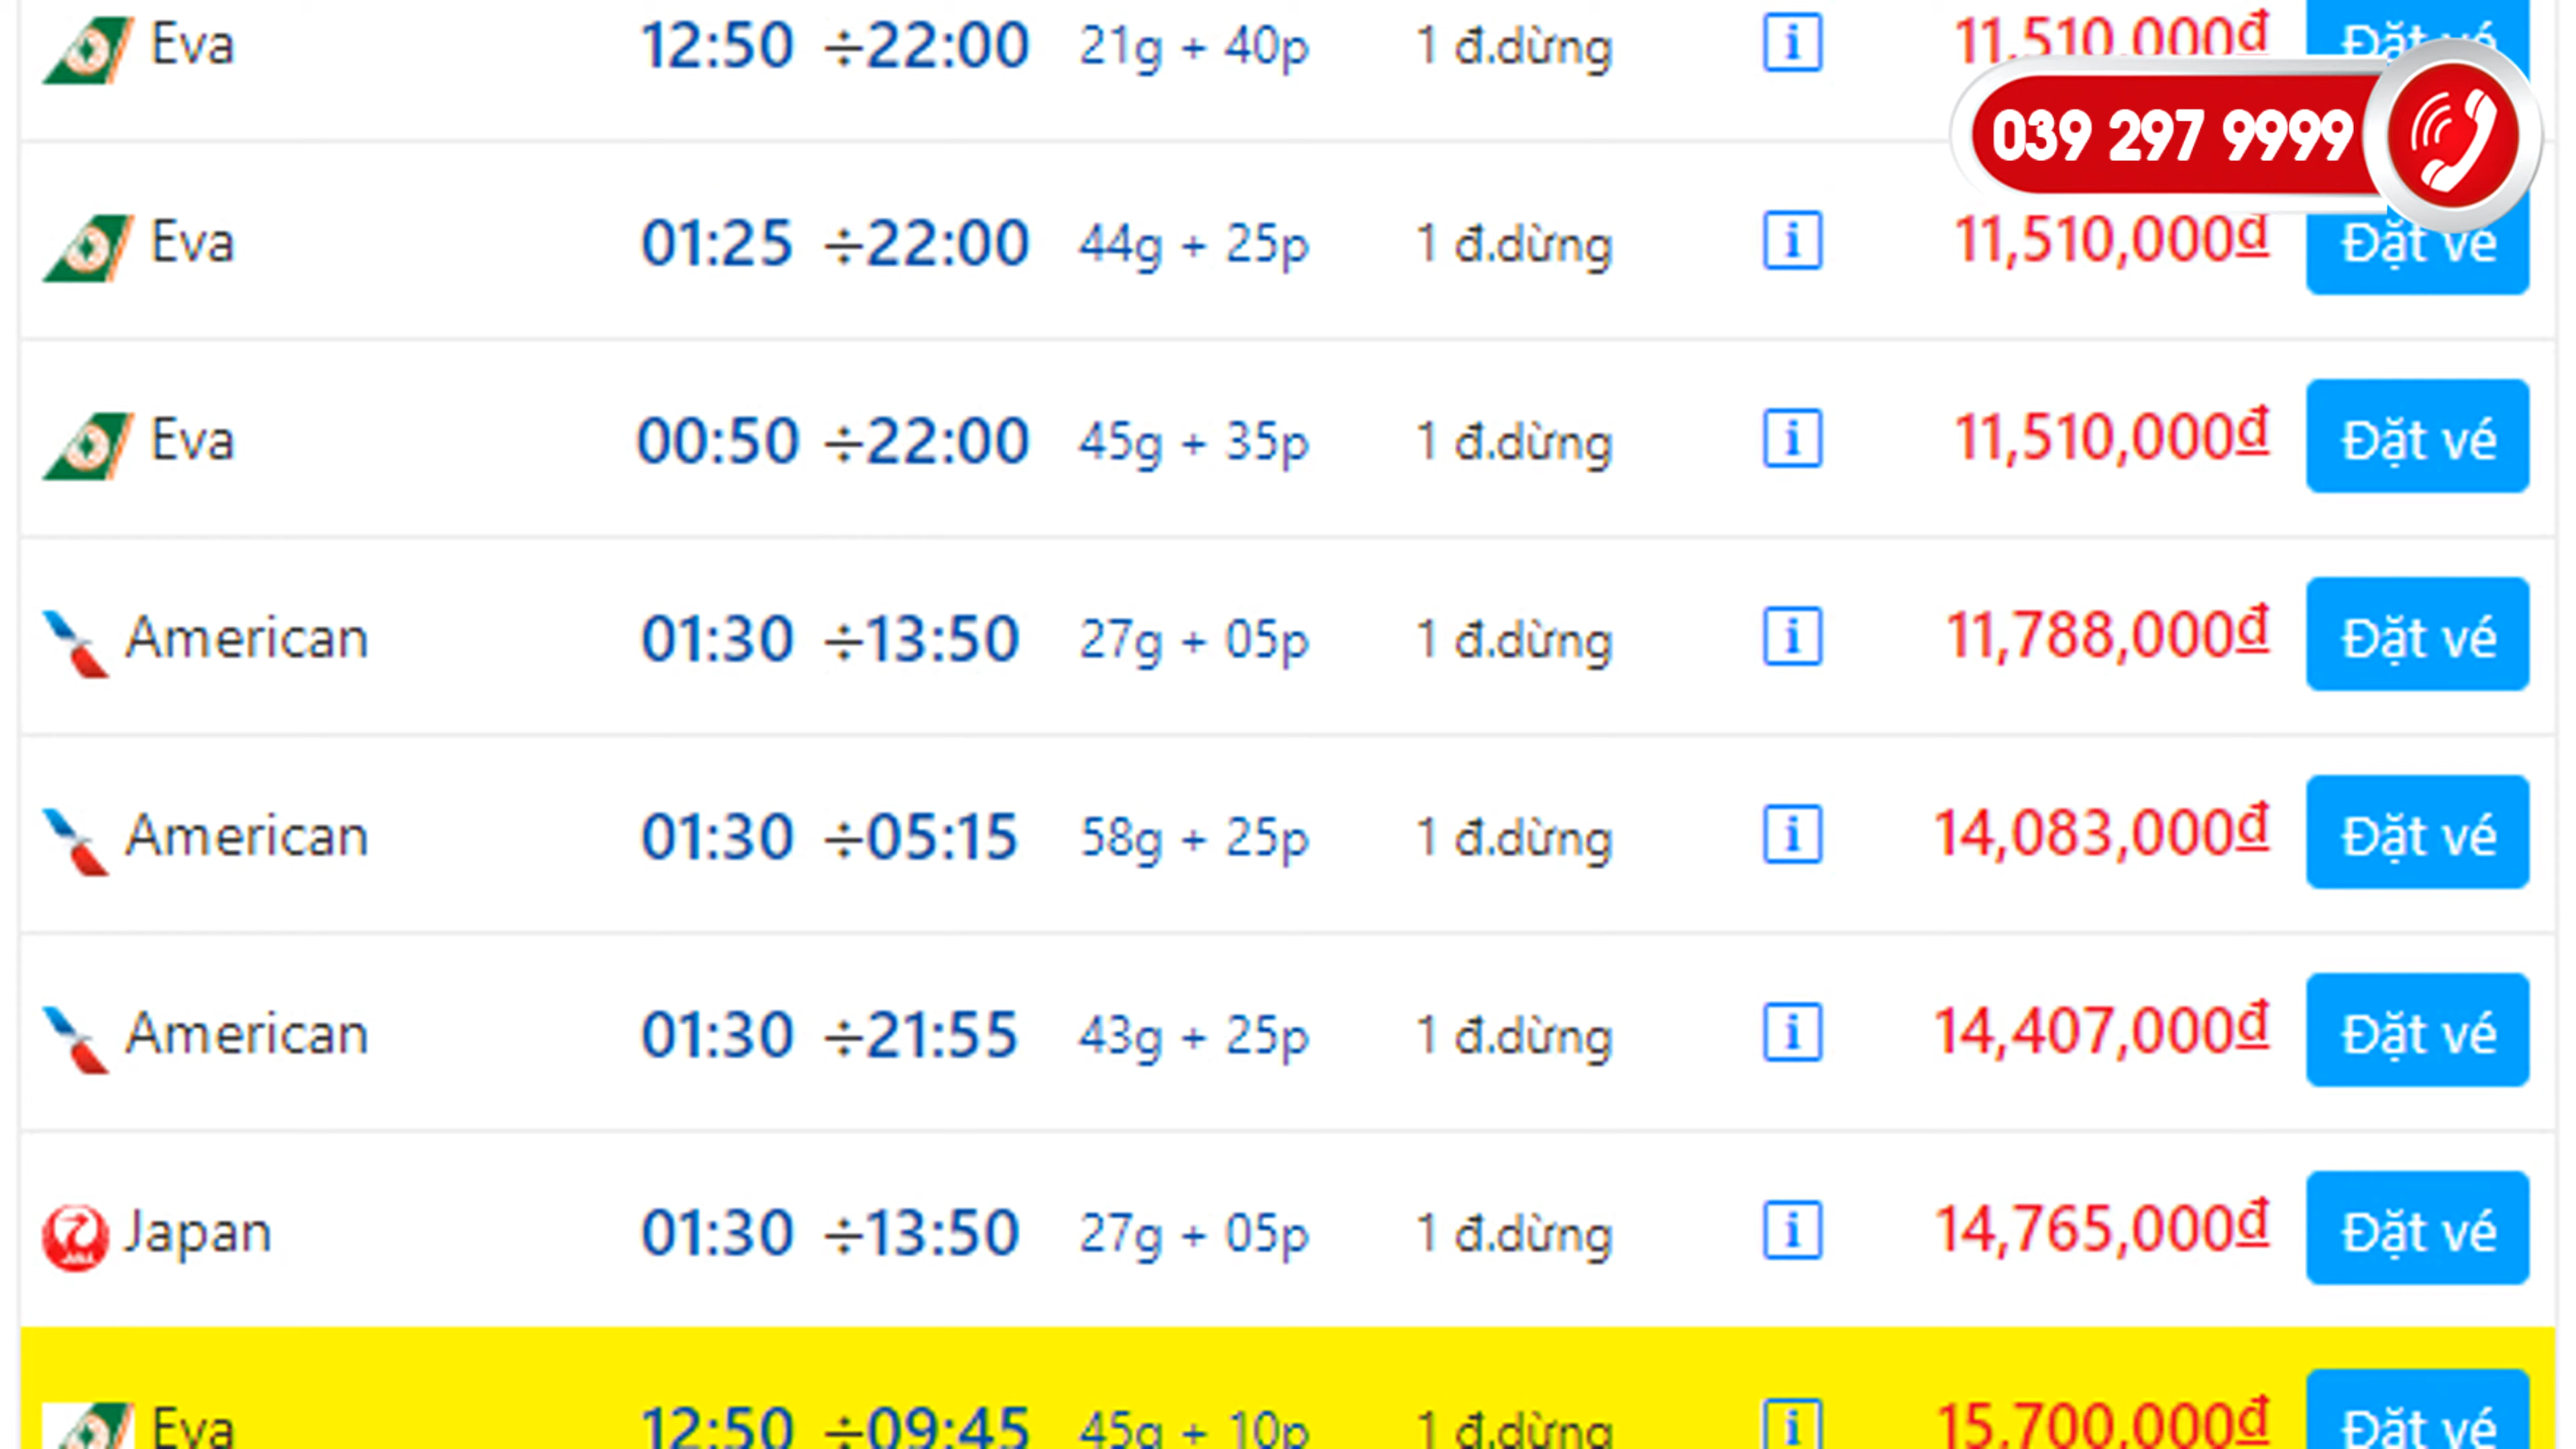 Eva 12:50 ÷22:00 21g + 40p 1 đ.dừng i 11,510,000đ Đặt vé
039 297 9999
Eva 01:25 ÷22:00 44g + 25p 1 đ.dừng i 11,510,000đ Đặt vé
Eva 00:50 ÷22:00 45g + 35p 1 đ.dừng i 11,510,000đ Đặt vé
American 01:30 ÷13:50 27g + 05p 1 đ.dừng i 11,788,000đ Đặt vé
American 01:30 ÷05:15 58g + 25p 1 đ.dừng i 14,083,000đ Đặt vé
American 01:30 ÷21:55 43g + 25p 1 đ.dừng i 14,407,000đ Đặt vé
Japan 01:30 ÷13:50 27g + 05p 1 đ.dừng i 14,765,000đ Đặt vé
Eva 12:50 ÷09:45 45g + 10p 1 đ.dừng i 15,700,000đ Đặt vé